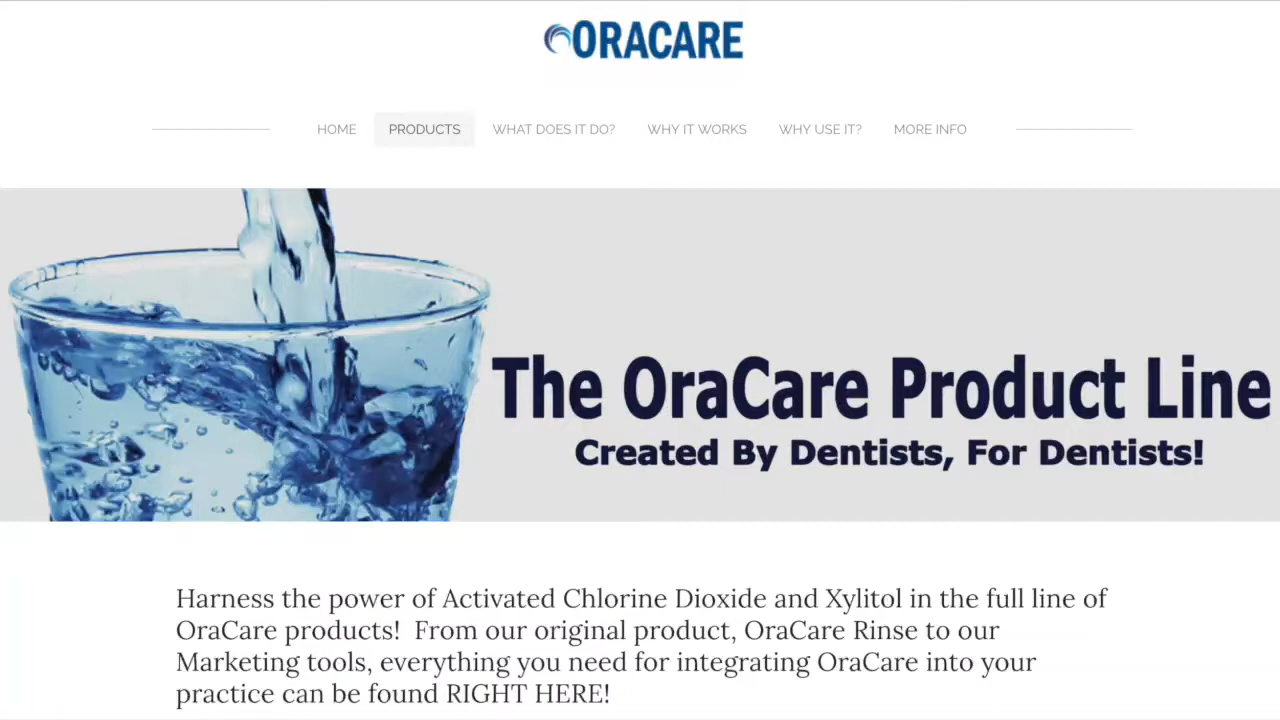 ORACARE
HOME PRODUCTS WHAT DOES IT DO? WHY IT WORKS WHY USE IT? MORE INFO
The OraCare Product Line
Created By Dentists, For Dentists!
Harness the power of Activated Chlorine Dioxide and Xylitol in the full line of
OraCare products!  From our original product, OraCare Rinse to our
Marketing tools, everything you need for integrating OraCare into your
practice can be found RIGHT HERE!